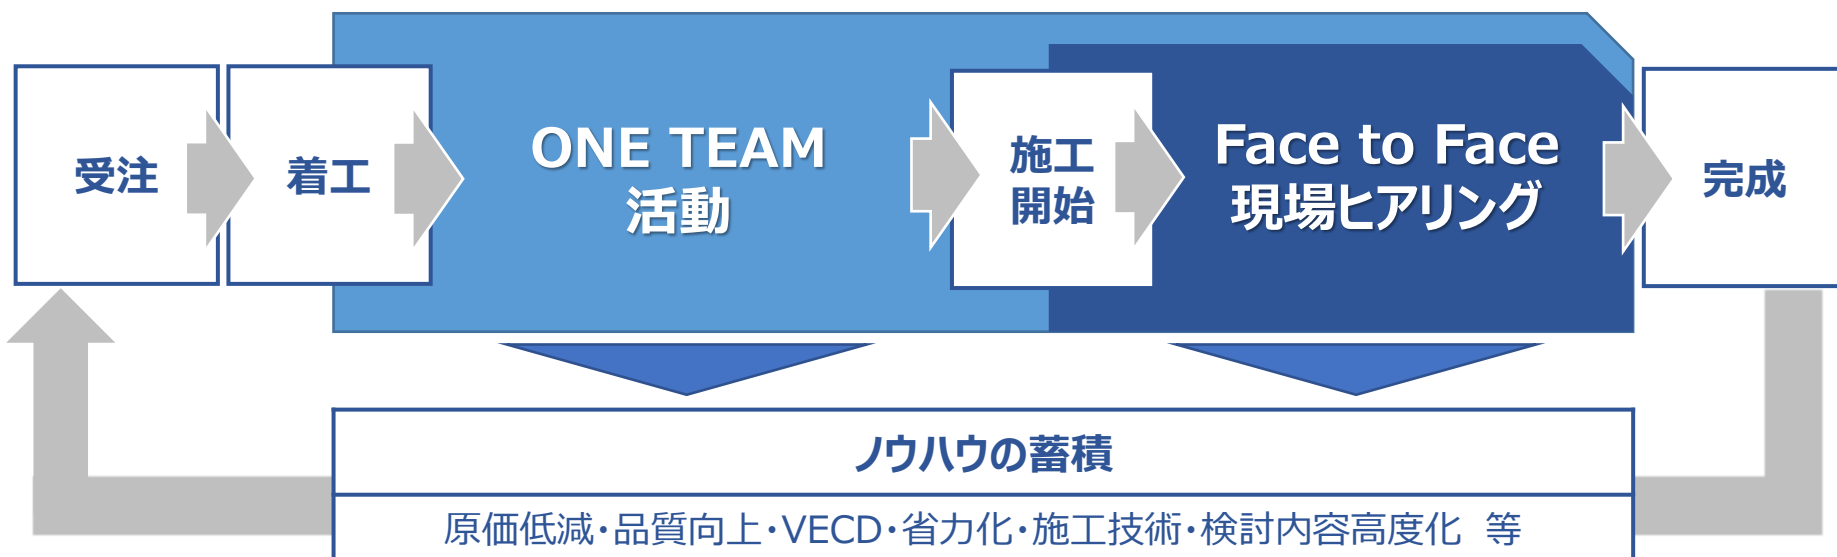 受注
着工
ONE TEAM
活動
施工
開始
Face to Face
現場ヒアリング
完成
ノウハウの蓄積
原価低減・品質向上・VECD・省力化・施工技術・検討内容高度化　等